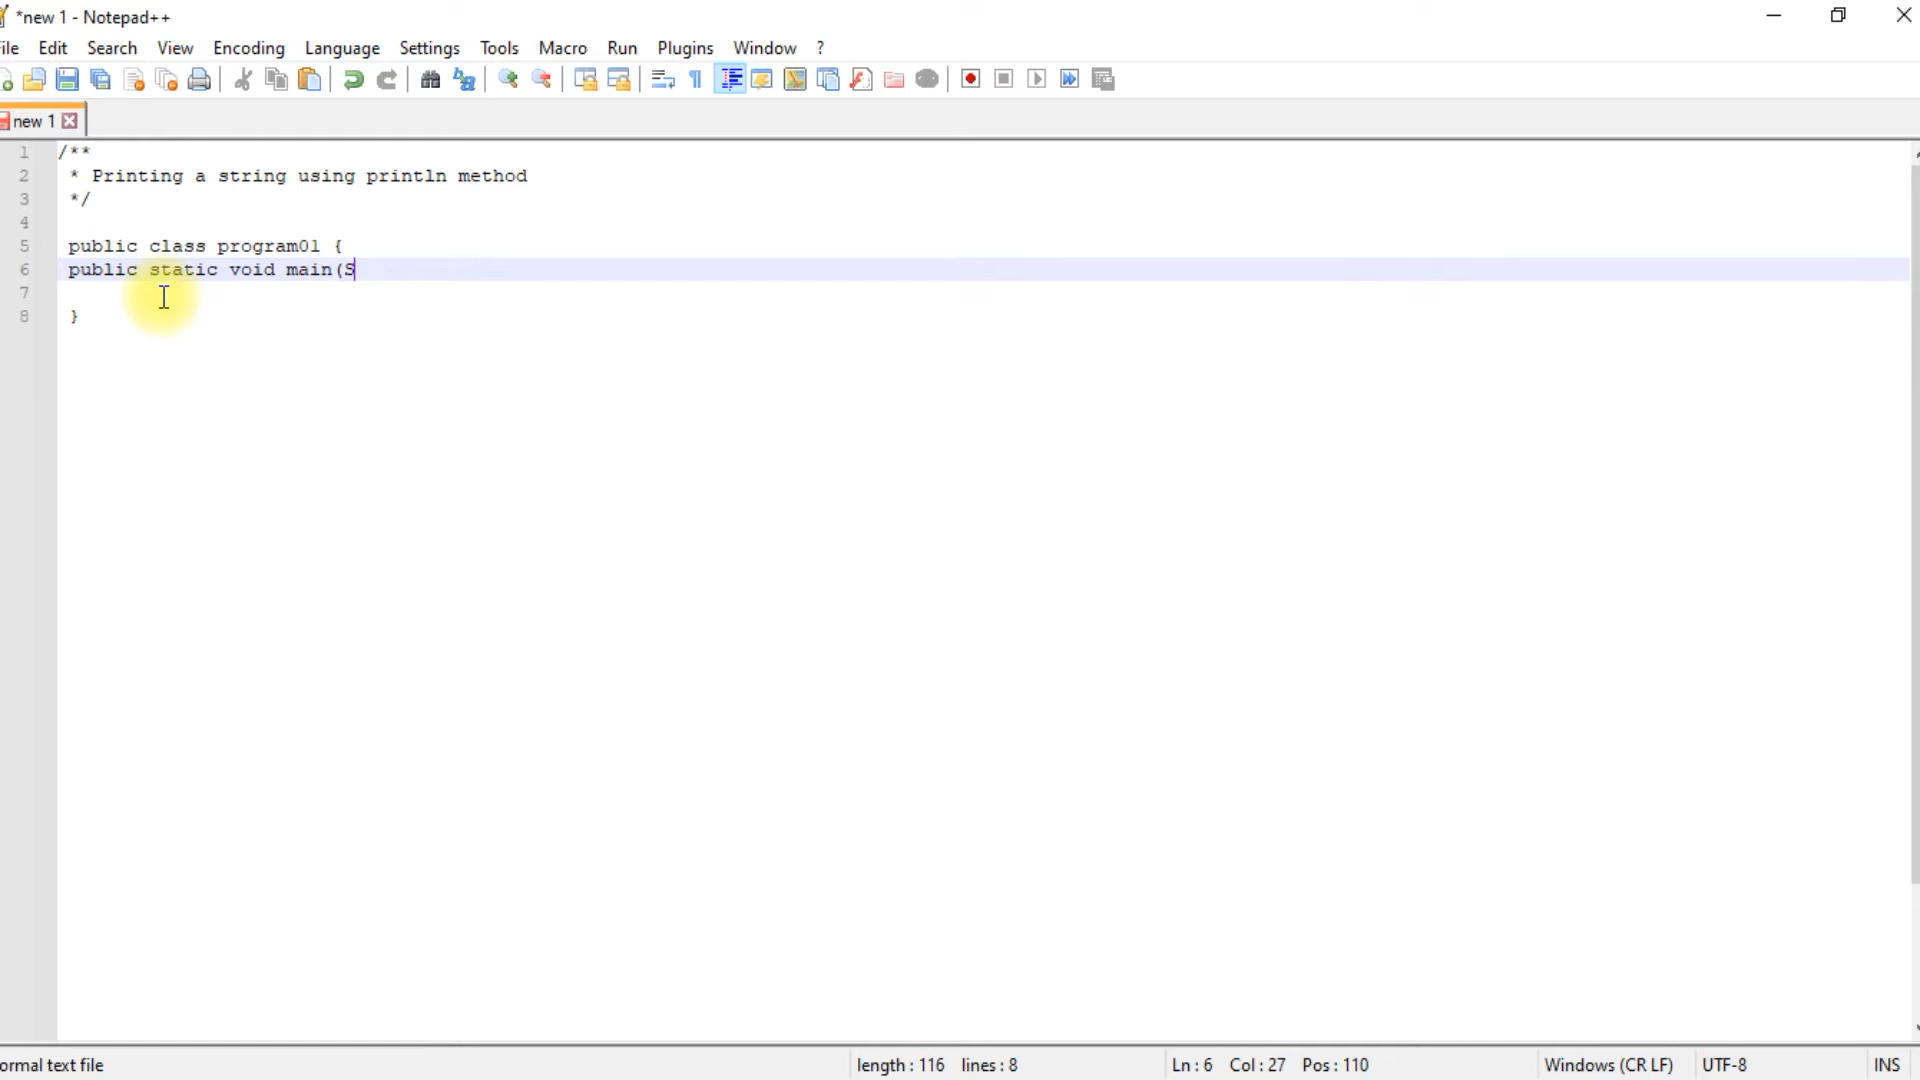 *new 1 - Notepad++
ile Edit Search View Encoding Language Settings Tools Macro Run Plugins Window ?
new 1
1 /**
2 * Printing a string using println method
3 */
4
5 public class program01 {
6 public static void main(S
7
8 }
ormal text file length : 116 lines : 8 Ln : 6 Col : 27 Pos : 110 Windows (CR LF) UTF-8 INS